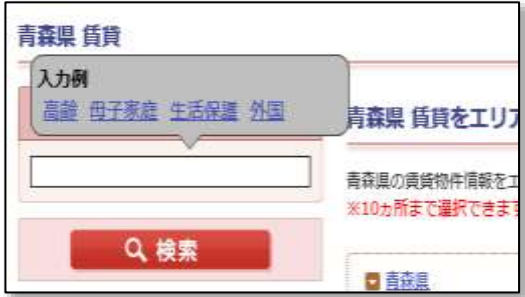 青森県 賃貸
入力例
高齢 母子家庭 生活保護 外国
青森県 賃貸をエリア
青森県の賃貸物件情報をエ
※10ヵ所まで選択できます
検索
青森県